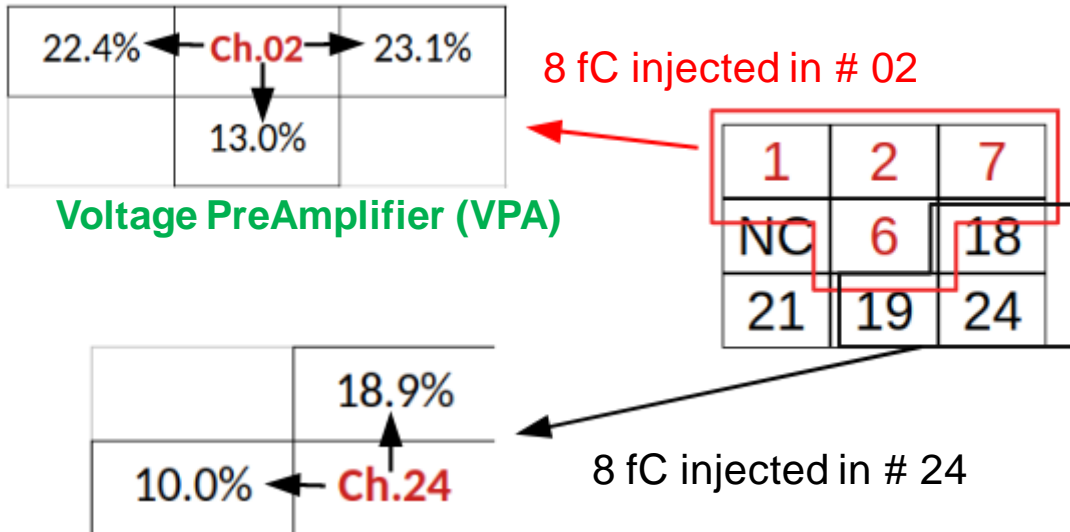 22.4% Ch.02 23.1%
13.0%
Voltage PreAmplifier (VPA)
8 fC injected in # 02
1 2 7
NC 6 18
21 19 24
18.9%
10.0% Ch.24
8 fC injected in # 24